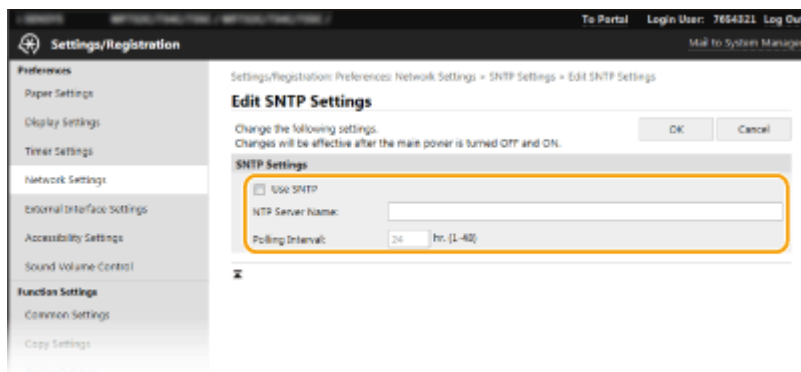 To Portal Login User: 7654321 Log Ou
Settings/Registration
Mail to System Manage
Preferences
Paper Settings
Display Settings
Timer Settings
Network Settings
External Interface Settings
Accessibility Settings
Sound Volume Control
Function Settings
Common Settings
Copy Settings
Settings/Registration: Preferences: Network Settings > SNTP Settings > Edit SNTP Settings
Edit SNTP Settings
Change the following settings.
Changes will be effective after the main power is turned OFF and ON.
OK Cancel
SNTP Settings
Use SNTP
NTP Server Name:
Polling Interval: 24 hr. (1-48)